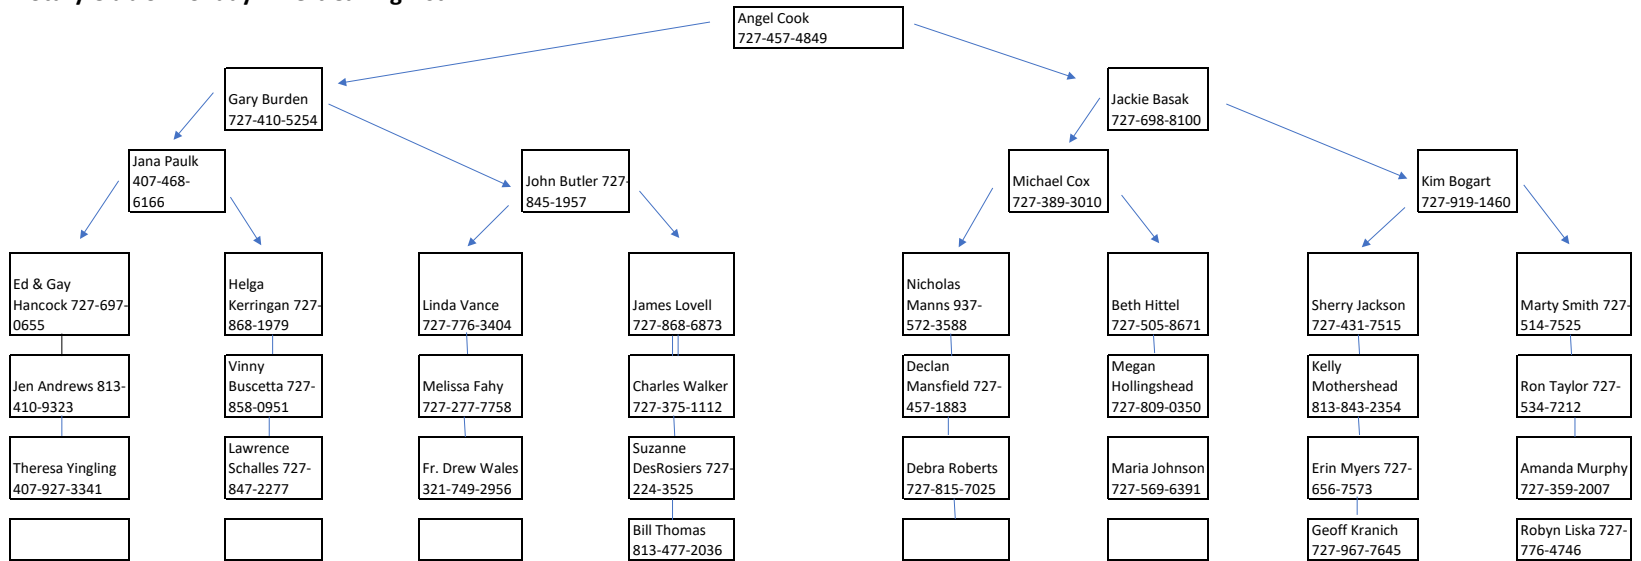 Angel Cook
727-457-4849
Gary Burden
727-410-5254
Jackie Basak
727-698-8100
Jana Paulk
407-468-
6166
John Butler 727-
845-1957
Michael Cox
727-389-3010
Kim Bogart
727-919-1460
Ed & Gay
Hancock 727-697-
0655
Helga
Kerringan 727-
868-1979
Linda Vance
727-776-3404
James Lovell
727-868-6873
Nicholas
Manns 937-
572-3588
Beth Hittel
727-505-8671
Sherry Jackson
727-431-7515
Marty Smith 727-
514-7525
Jen Andrews 813-
410-9323
Vinny
Buscetta 727-
858-0951
Melissa Fahy
727-277-7758
Charles Walker
727-375-1112
Declan
Mansfield 727-
457-1883
Megan
Hollingshead
727-809-0350
Kelly
Mothershead
813-843-2354
Ron Taylor 727-
534-7212
Theresa Yingling
407-927-3341
Lawrence
Schalles 727-
847-2277
Fr. Drew Wales
321-749-2956
Suzanne
DesRosiers 727-
224-3525
Debra Roberts
727-815-7025
Maria Johnson
727-569-6391
Erin Myers 727-
656-7573
Amanda Murphy
727-359-2007
Bill Thomas
813-477-2036
Geoff Kranich
727-967-7645
Robyn Liska 727-
776-4746